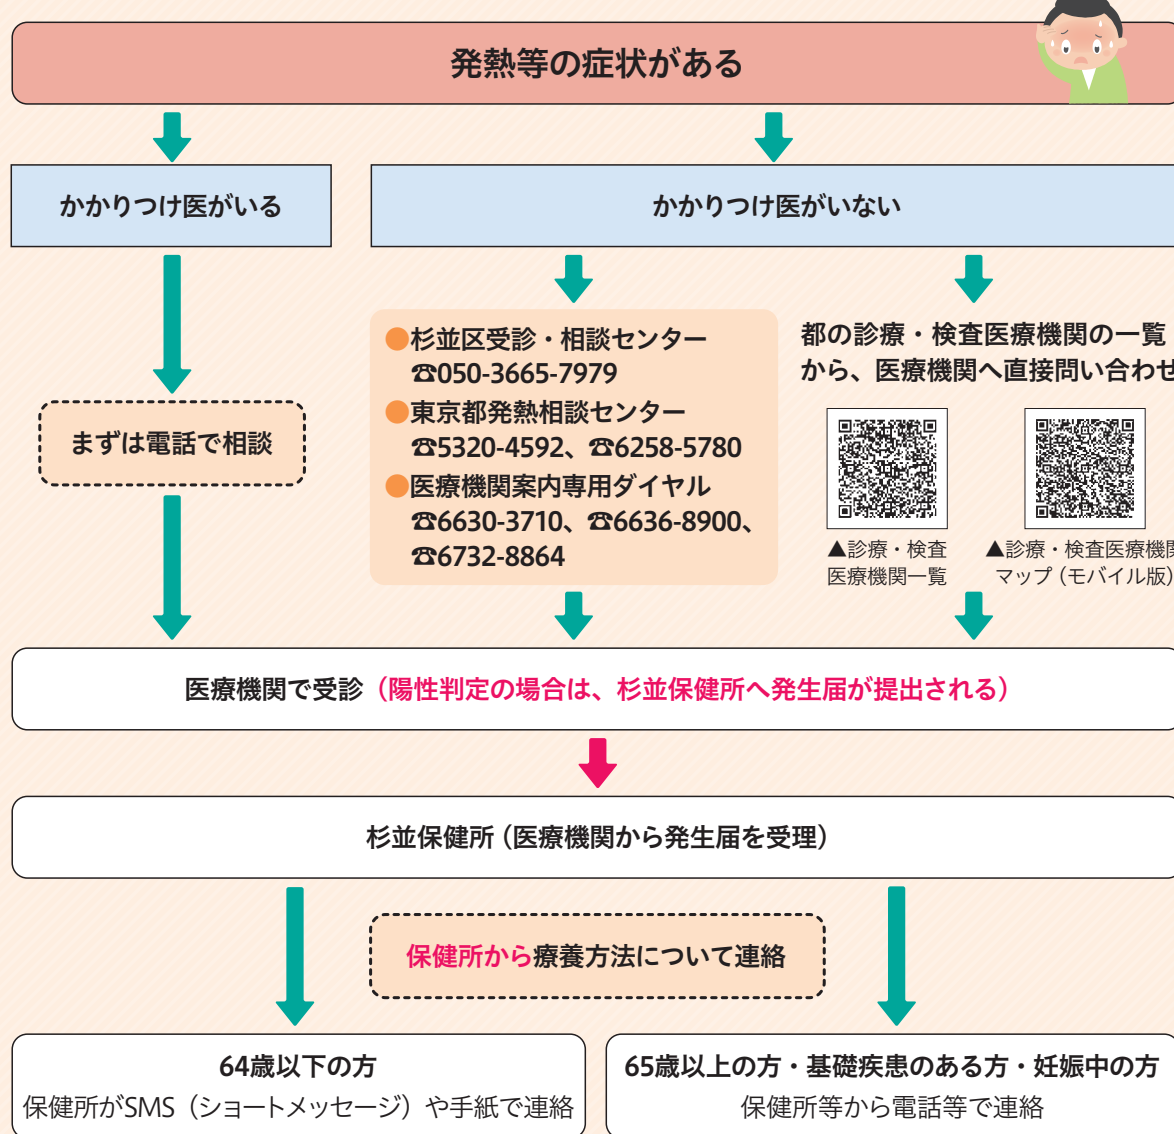 発熱等の症状がある
かかりつけ医がいる
かかりつけ医がいない
まずは電話で相談
●杉並区受診・相談センター
☎050-3665-7979
●東京都発熱相談センター
☎5320-4592、☎6258-5780
●医療機関案内専用ダイヤル
☎6630-3710、☎6636-8900、
☎6732-8864
都の診療・検査医療機関の一覧
から、医療機関へ直接問い合わせ
▲診療・検査
医療機関一覧
▲診療・検査医療機関
マップ（モバイル版）
医療機関で受診（陽性判定の場合は、杉並保健所へ発生届が提出される）
杉並保健所（医療機関から発生届を受理）
保健所から療養方法について連絡
64歳以下の方
保健所がSMS（ショートメッセージ）や手紙で連絡
65歳以上の方・基礎疾患のある方・妊娠中の方
保健所等から電話等で連絡